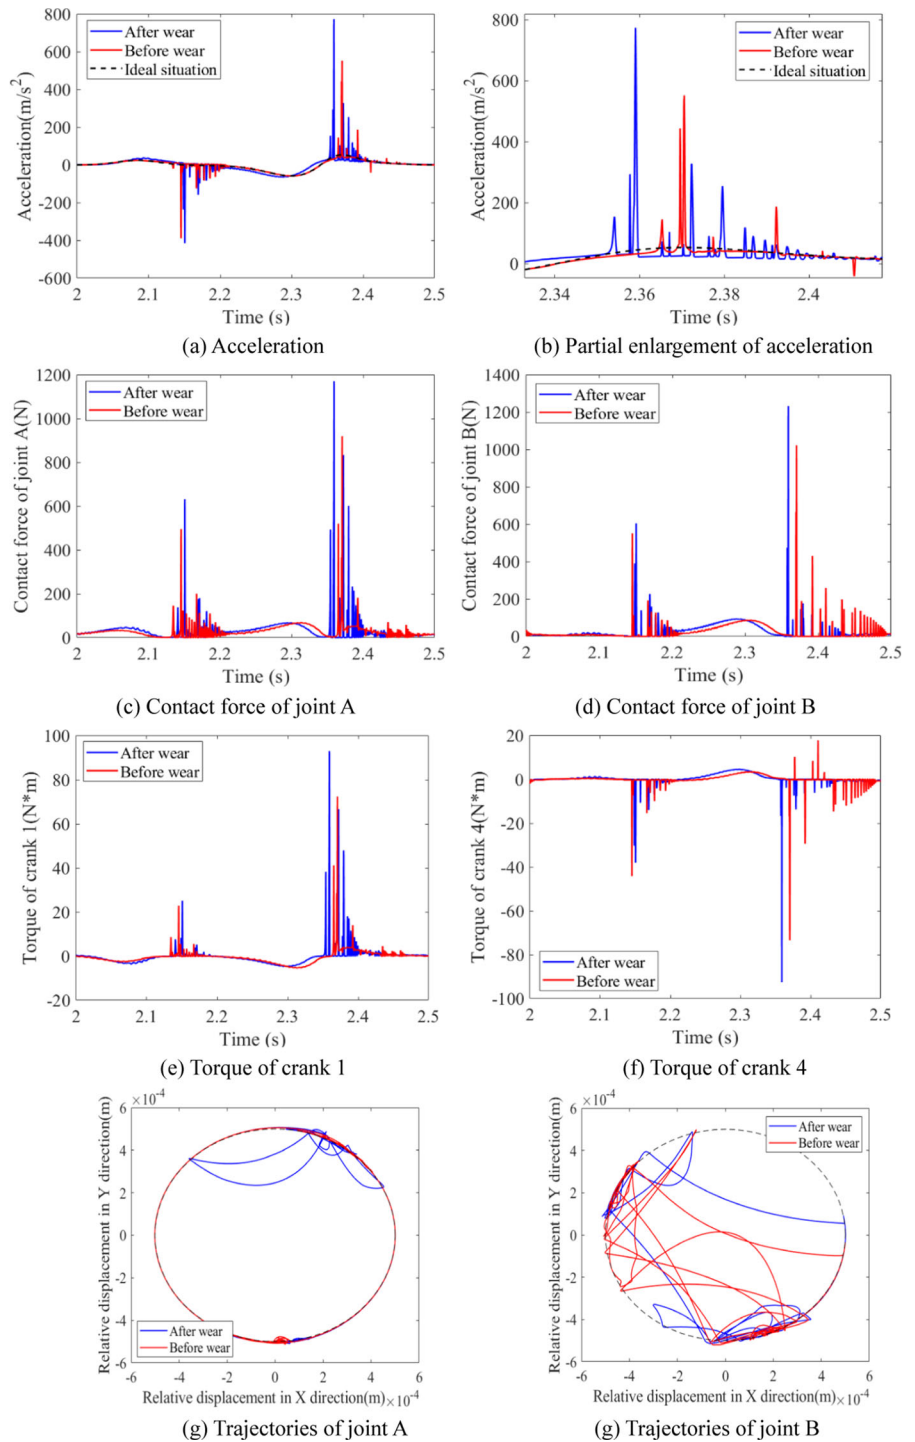 800
600
400
200
0
-200
-400
-600
Acceleration(m/s²)
After wear
Before wear
Ideal situation
2 2.1 2.2 2.3 2.4 2.5
Time (s)
(a) Acceleration
800
600
400
200
0
Acceleration(m/s²)
After wear
Before wear
Ideal situation
2.34 2.36 2.38 2.4
Time (s)
(b) Partial enlargement of acceleration
1200
1000
800
600
400
200
0
Contact force of joint A(N)
After wear
Before wear
2 2.1 2.2 2.3 2.4 2.5
Time (s)
(c) Contact force of joint A
1400
1200
1000
800
600
400
200
0
Contact force of joint B(N)
After wear
Before wear
2 2.1 2.2 2.3 2.4 2.5
Time (s)
(d) Contact force of joint B
100
80
60
40
20
0
-20
Torque of crank 1(N*m)
After wear
Before wear
2 2.1 2.2 2.3 2.4 2.5
Time (s)
(e) Torque of crank 1
20
0
-20
-40
-60
-80
-100
Torque of crank 4(N*m)
After wear
Before wear
2 2.1 2.2 2.3 2.4 2.5
Time (s)
(f) Torque of crank 4
×10⁻⁴
6
4
2
0
-2
-4
-6
Relative displacement in Y direction(m)
After wear
Before wear
-6 -4 -2 0 2 4 6
Relative displacement in X direction(m)×10⁻⁴
(g) Trajectories of joint A
×10⁻⁴
6
4
2
0
-2
-4
-6
Relative displacement in Y direction(m)
After wear
Before wear
-6 -4 -2 0 2 4 6
Relative displacement in X direction(m)×10⁻⁴
(g) Trajectories of joint B